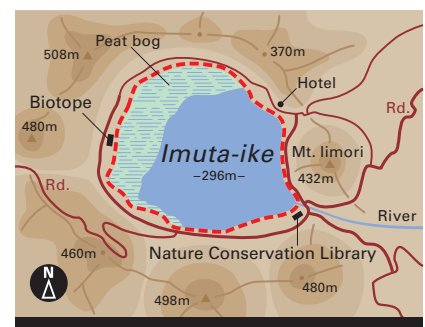 508m
Peat bog
370m
Hotel
Biotope
480m
Rd.
Imuta-ike
–296m–
Mt. Iimori
432m
Rd.
River
Nature Conservation Library
460m
480m
498m
N